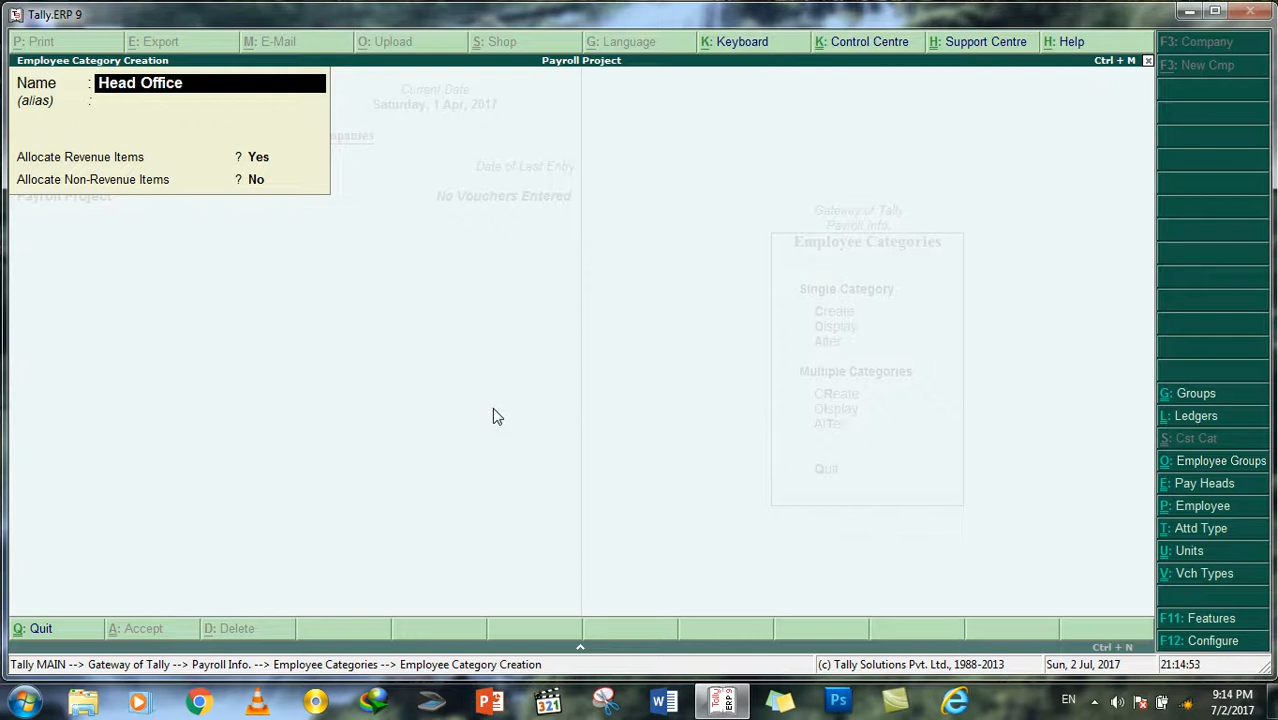 Tally.ERP 9
P: Print E: Export M: E-Mail O: Upload S: Shop G: Language K: Keyboard K: Control Centre H: Support Centre H: Help F3: Company
Employee Category Creation Payroll Project Ctrl + M
F3: New Cmp
Name : Head Office
(alias) :
Current Date
Saturday, 1 Apr, 2017
Allocate Revenue Items ? Yes
Date of Last Entry
Allocate Non-Revenue Items ? No
Payroll Project No Vouchers Entered
Gateway of Tally
Payroll Info.
Employee Categories
Single Category
Create
Display
Alter
Multiple Categories
CReate
DIsplay
AlTer
Quit
G: Groups
L: Ledgers
S: Cst Cat
O: Employee Groups
E: Pay Heads
P: Employee
T: Attd Type
U: Units
V: Vch Types
F11: Features
F12: Configure
Q: Quit A: Accept D: Delete
Ctrl + N
Tally MAIN --> Gateway of Tally --> Payroll Info. --> Employee Categories --> Employee Category Creation (c) Tally Solutions Pvt. Ltd., 1988-2013 Sun, 2 Jul, 2017 21:14:53
EN 9:14 PM
7/2/2017